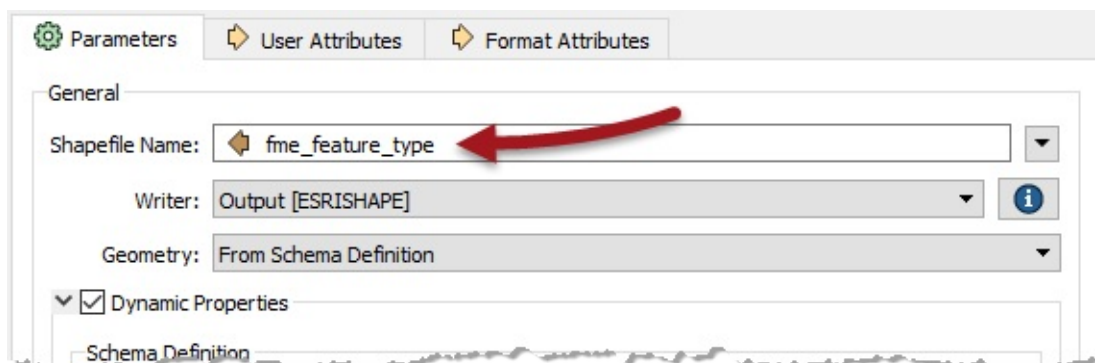 Parameters User Attributes Format Attributes
General
Shapefile Name: fme_feature_type
Writer: Output [ESRISHAPE]
Geometry: From Schema Definition
Dynamic Properties
Schema Definition